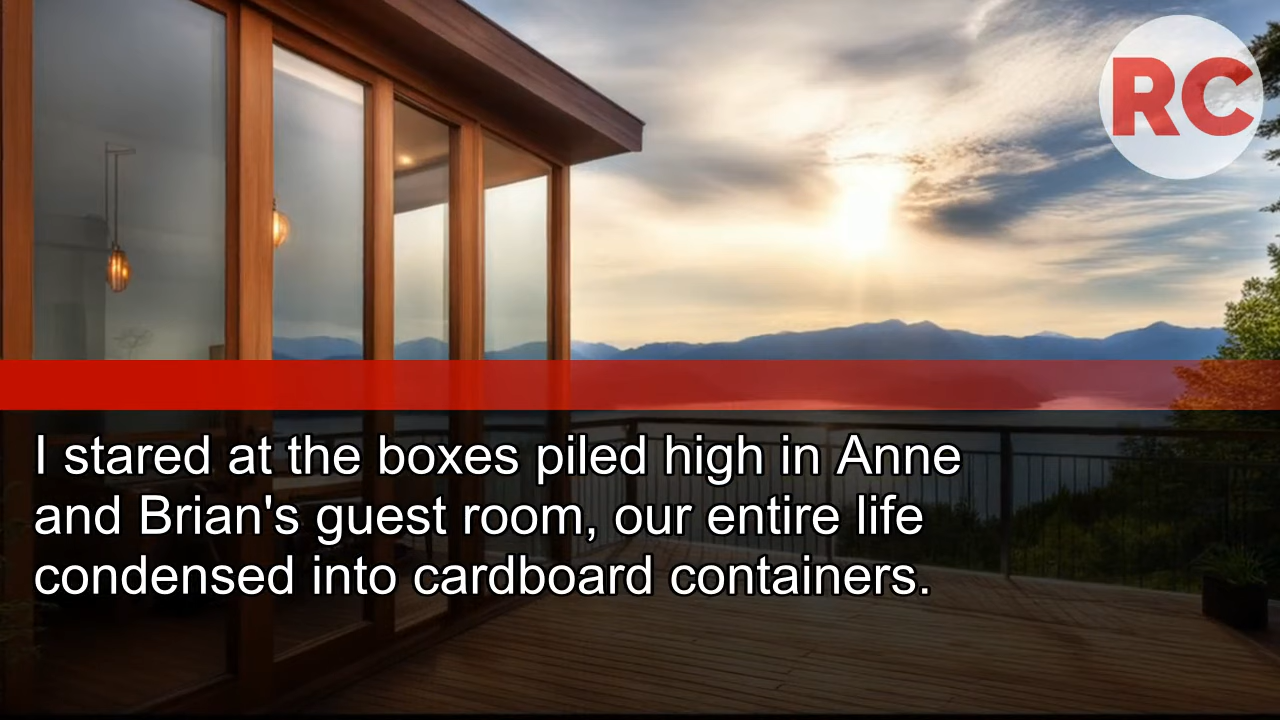 RC
I stared at the boxes piled high in Anne
and Brian's guest room, our entire life
condensed into cardboard containers.